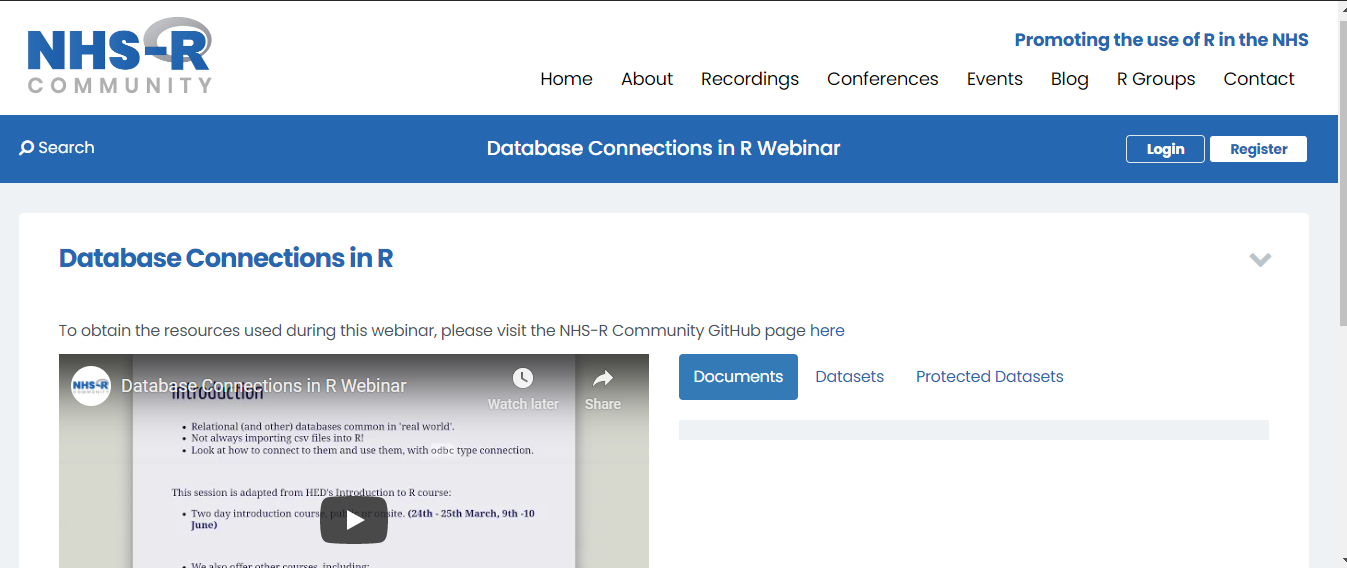 NHS-R
COMMUNITY
Promoting the use of R in the NHS
Home About Recordings Conferences Events Blog R Groups Contact
Search
Database Connections in R Webinar
Login Register
Database Connections in R
To obtain the resources used during this webinar, please visit the NHS-R Community GitHub page here
NHS-R
COMMUNITY
Database Connections in R Webinar
Watch later
Share
Introduction
• Relational (and other) databases common in 'real world'.
• Not always importing csv files into R!
• Look at how to connect to them and use them, with odbc type connection.
This session is adapted from HED's Introduction to R course:
• Two day introduction course, public or onsite. (24th - 25th March, 9th -10
June)
• We also offer other courses, including:
Documents Datasets Protected Datasets